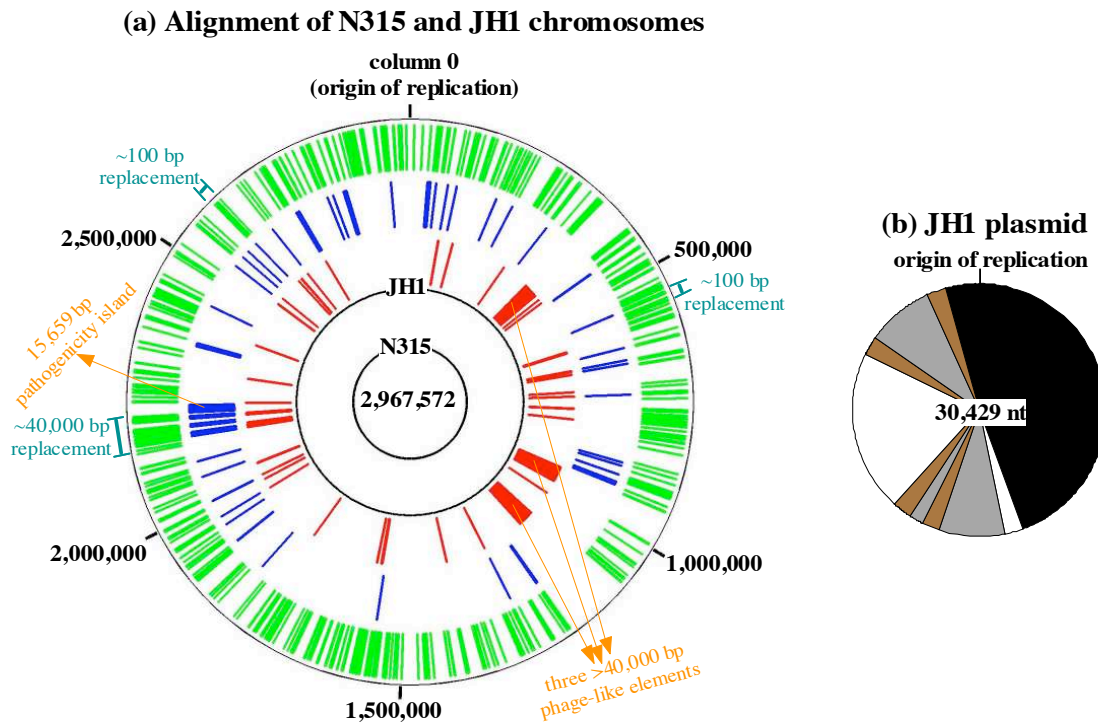 (a) Alignment of N315 and JH1 chromosomes
column 0
(origin of replication)
~100 bp
replacement
2,500,000
500,000
~100 bp
replacement
JH1
N315
2,967,572
15,659 bp
pathogenicity island
~40,000 bp
replacement
2,000,000
1,000,000
three >40,000 bp
phage-like elements
1,500,000
(b) JH1 plasmid
origin of replication
30,429 nt